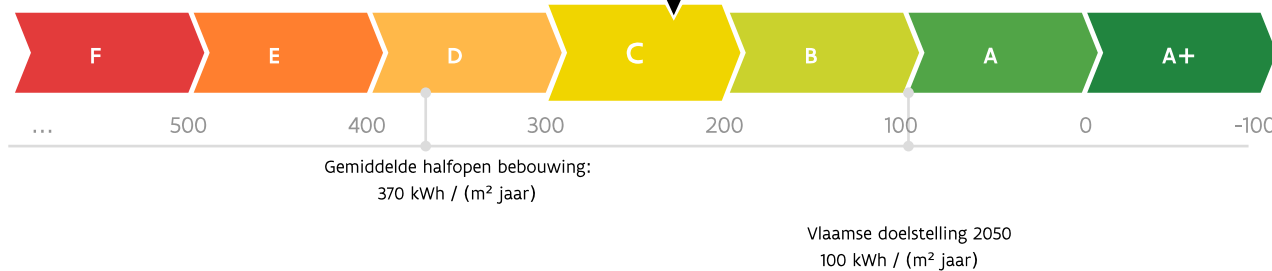 F E D C B A A+
... 500 400 300 200 100 0 -100
Gemiddelde halfopen bebouwing:
370 kWh / (m² jaar)
Vlaamse doelstelling 2050
100 kWh / (m² jaar)